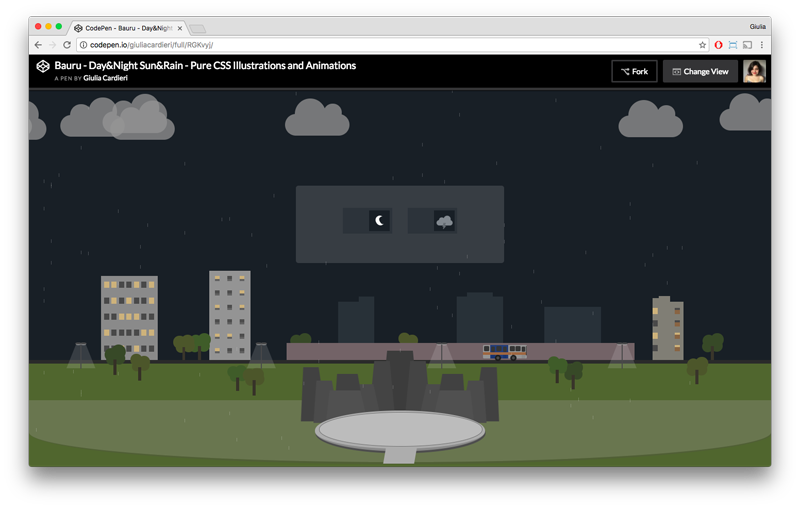 CodePen - Bauru - Day&Night
Giulia
codepen.io/giuliacardieri/full/RGKvyj/
Bauru - Day&Night Sun&Rain - Pure CSS Illustrations and Animations
A PEN BY Giulia Cardieri
Fork
Change View